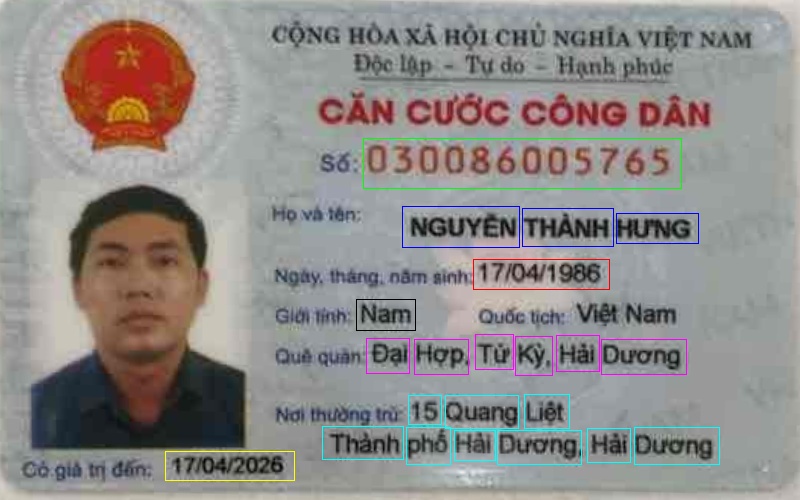 CỘNG HÒA XÃ HỘI CHỦ NGHĨA VIỆT NAM
Độc lập - Tự do - Hạnh phúc
CĂN CƯỚC CÔNG DÂN
Số: 030086005765
Họ và tên: NGUYỄN THÀNH HƯNG
Ngày, tháng, năm sinh: 17/04/1986
Giới tính: Nam Quốc tịch: Việt Nam
Quê quán: Đại Hợp, Tứ Kỳ, Hải Dương
Nơi thường trú: 15 Quang Liệt
Thành phố Hải Dương, Hải Dương
Có giá trị đến: 17/04/2026